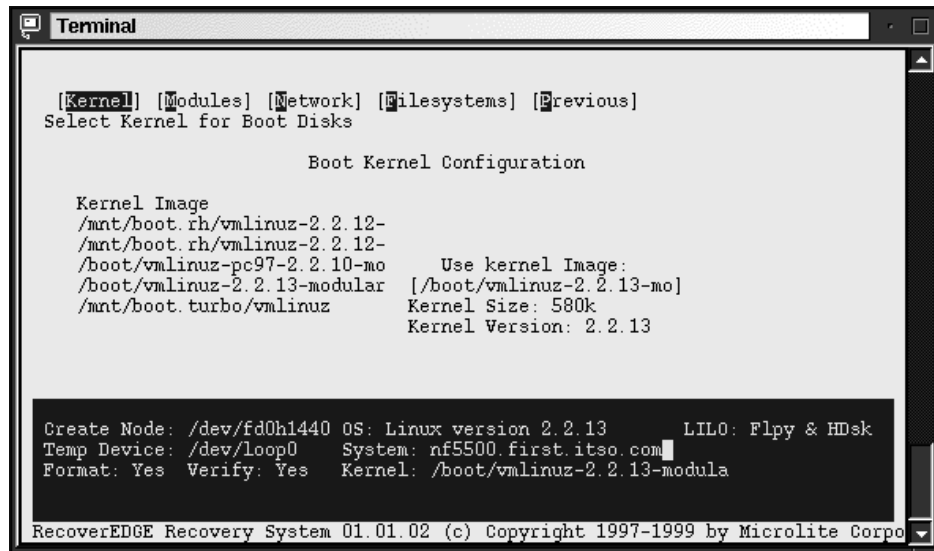 Terminal
[Kernel] [Modules] [Network] [Filesystems] [Previous]
Select Kernel for Boot Disks
Boot Kernel Configuration
Kernel Image
/mnt/boot.rh/vmlinuz-2.2.12-
/mnt/boot.rh/vmlinuz-2.2.12-
/boot/vmlinuz-pc97-2.2.10-mo Use kernel Image:
/boot/vmlinuz-2.2.13-modular [/boot/vmlinuz-2.2.13-mo]
/mnt/boot.turbo/vmlinuz Kernel Size: 580k
Kernel Version: 2.2.13
Create Node: /dev/fd0h1440 OS: Linux version 2.2.13 LILO: Flpy & HDsk
Temp Device: /dev/loop0 System: nf5500.first.itso.com
Format: Yes Verify: Yes Kernel: /boot/vmlinuz-2.2.13-modula
RecoverEDGE Recovery System 01.01.02 (c) Copyright 1997-1999 by Microlite Corpo